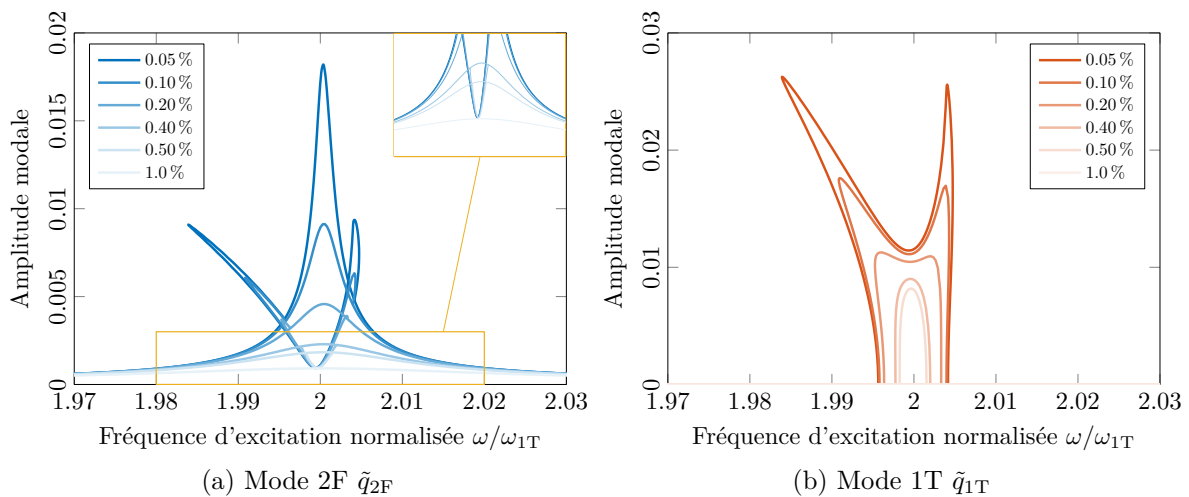 0.02
0.015
0.01
0.005
0
Amplitude modale
0.05 %
0.10 %
0.20 %
0.40 %
0.50 %
1.0 %
1.97 1.98 1.99 2 2.01 2.02 2.03
Fréquence d'excitation normalisée ω/ω1T
(a) Mode 2F q̃2F
0.03
0.02
0.01
0
Amplitude modale
0.05 %
0.10 %
0.20 %
0.40 %
0.50 %
1.0 %
1.97 1.98 1.99 2 2.01 2.02 2.03
Fréquence d'excitation normalisée ω/ω1T
(b) Mode 1T q̃1T